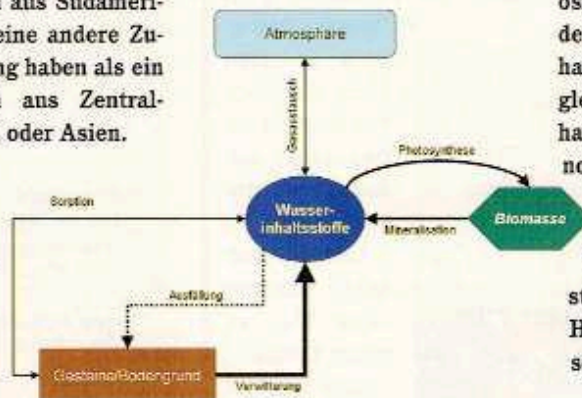 aus Südameri-
eine andere Zu-
ng haben als ein
ans Zentral-
oder Asien.
Atmosphäre
Gasaustausch
Photosynthese
Sorption
Wasser-
inhaltsstoffe
Mineralisation
Biomasse
Ausfällung
Gesteine/Bodengrund
Verwitterung
os
de
ha
gle
ha
no
st
H
se